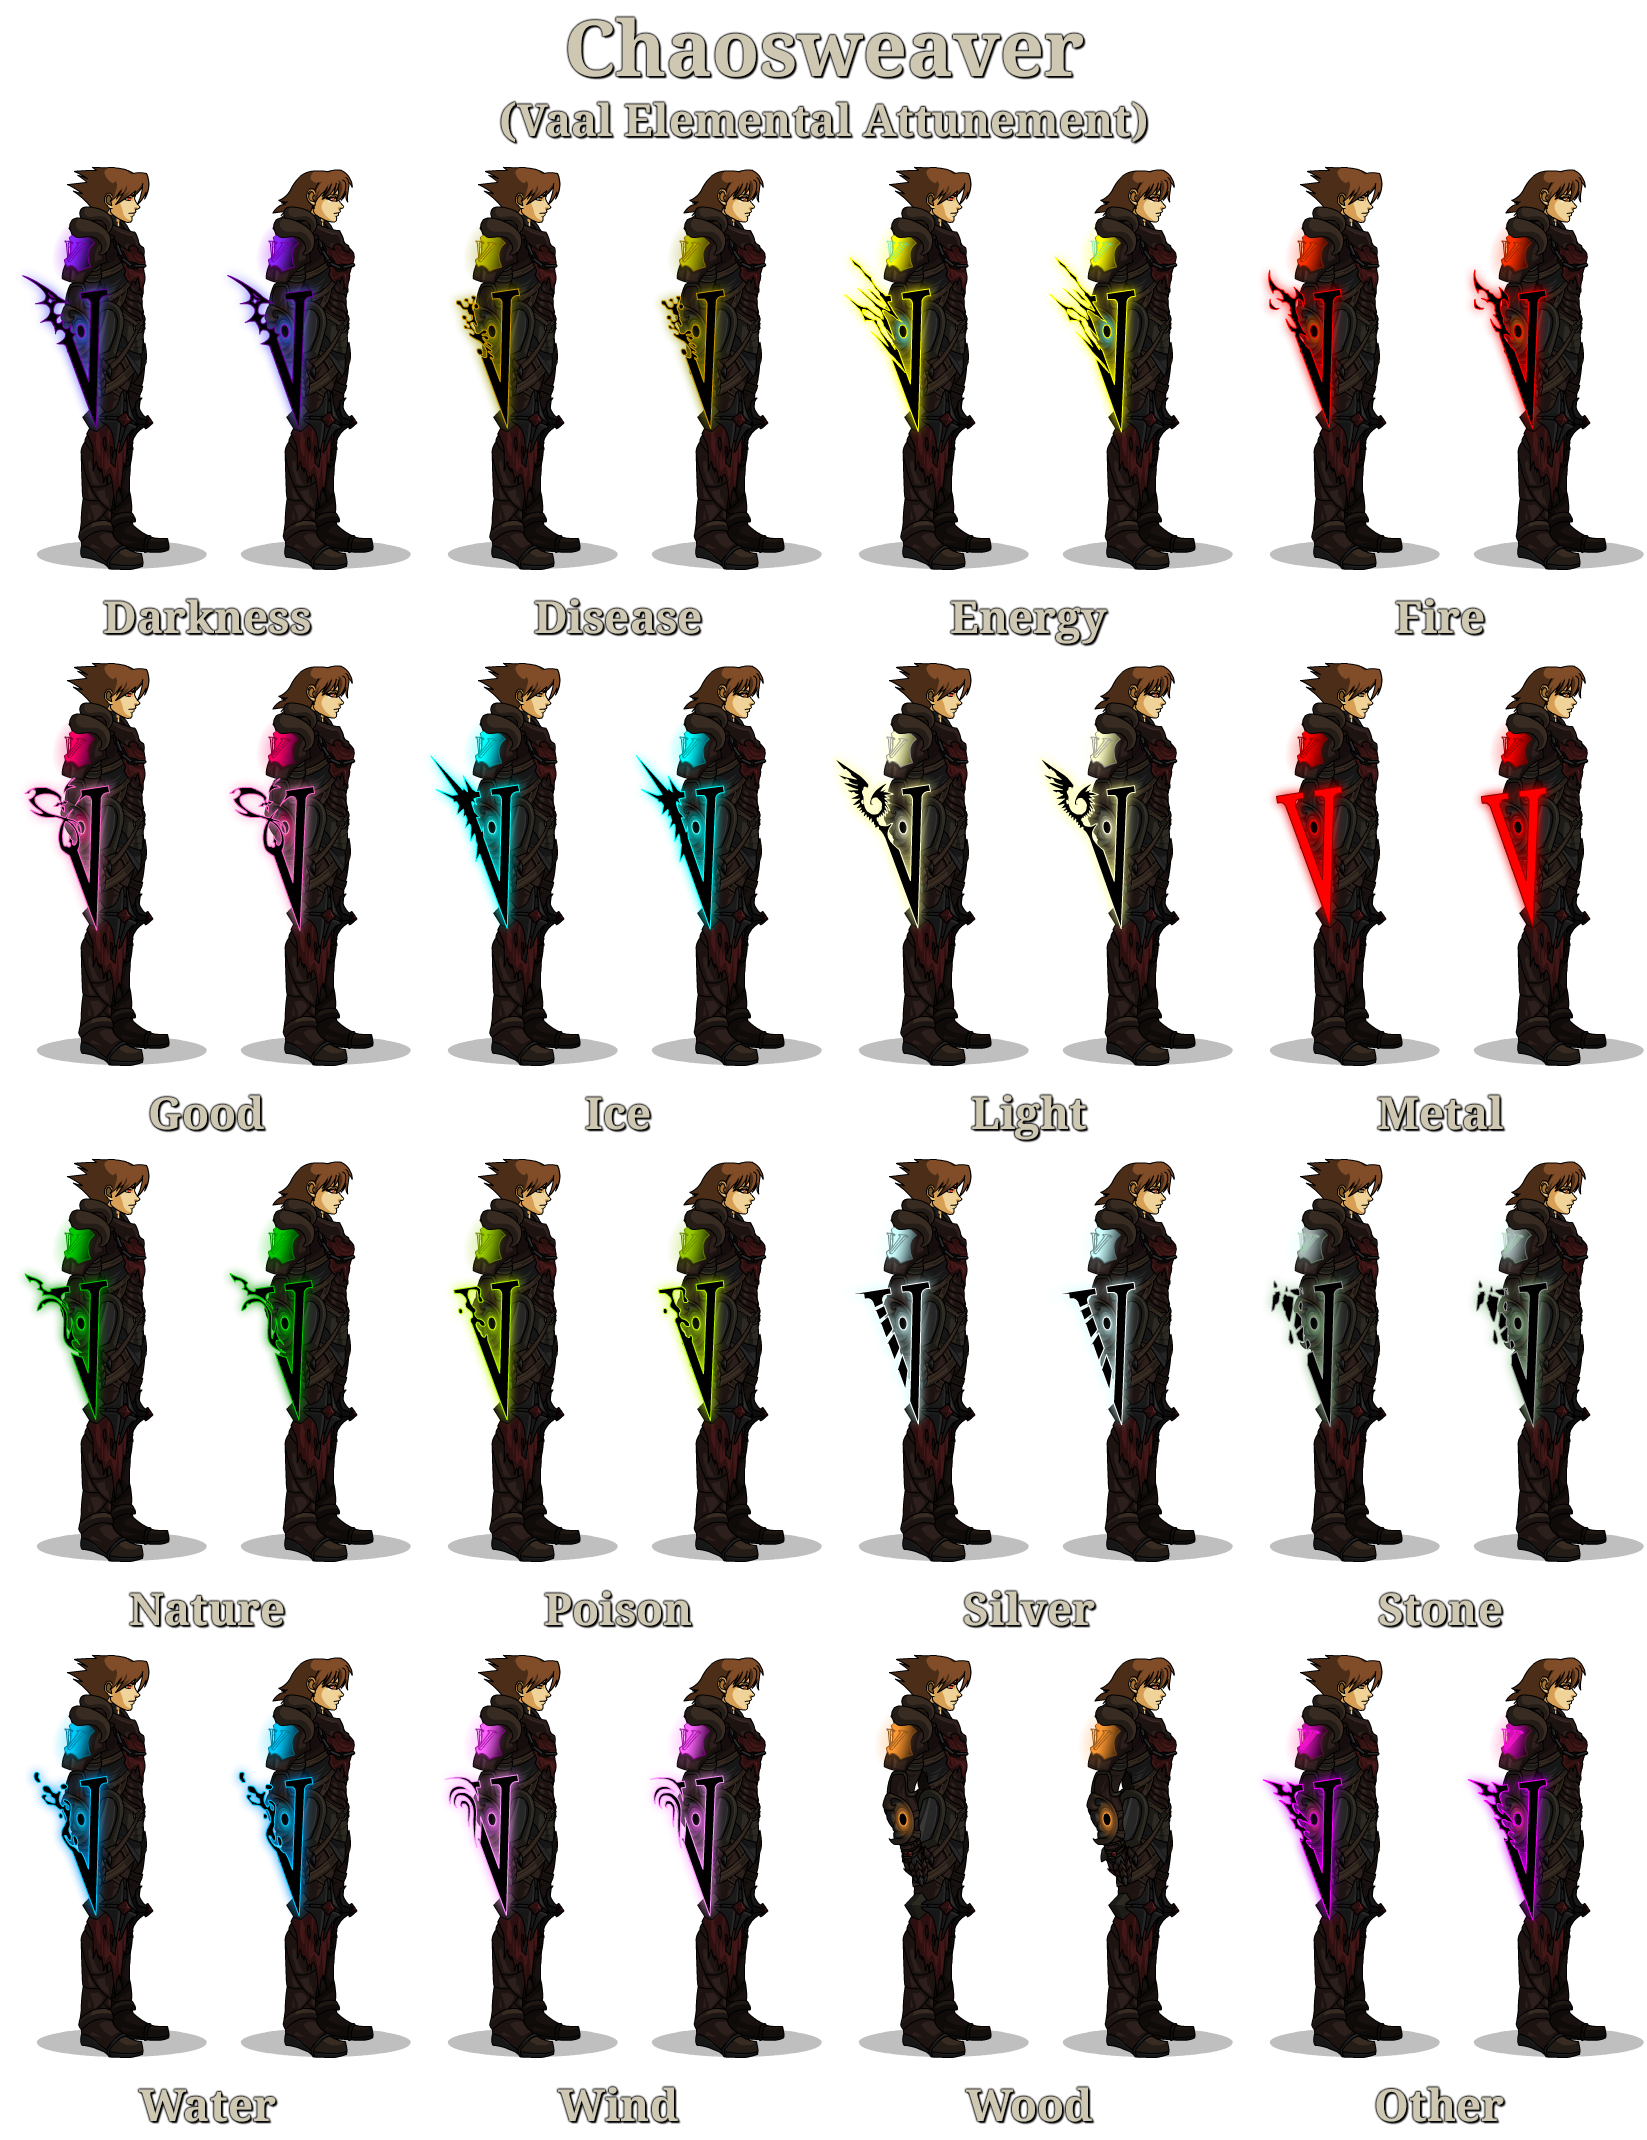 Chaosweaver
(Vaal Elemental Attunement)
Darkness Disease Energy Fire
Good Ice Light Metal
Nature Poison Silver Stone
Water Wind Wood Other